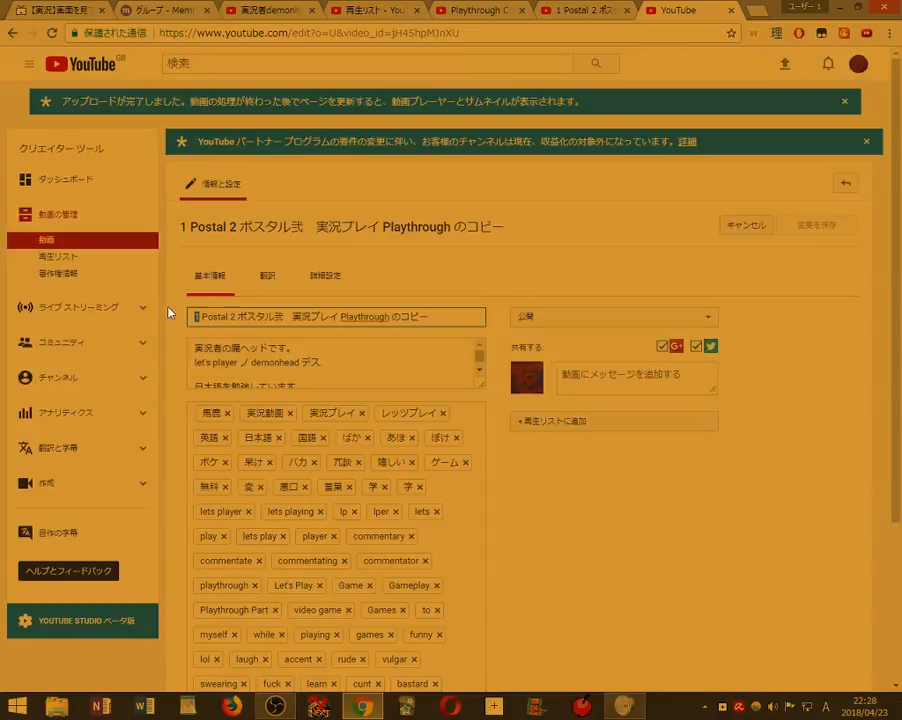 【実況】画面を見
グループ - Mem
実況者demonh
再生リスト - You
Playthrough C
1 Postal 2 ポス
YouTube
ユーザー 1
保護された通信
https://www.youtube.com/edit?o=U&video_id=jH45hpMJnXU
YouTube GB
検索
アップロードが完了しました。動画の処理が終わった後でページを更新すると、動画プレーヤーとサムネイルが表示されます。
クリエイター ツール
YouTube パートナー プログラムの要件の変更に伴い、お客様のチャンネルは現在、収益化の対象外になっています。詳細
ダッシュボード
情報と設定
動画の管理
1 Postal 2 ポスタル弐　実況プレイ Playthrough のコピー
キャンセル
変更を保存
動画
再生リスト
著作権情報
基本情報
翻訳
詳細設定
ライブ ストリーミング
1 Postal 2 ポスタル弐　実況プレイ Playthrough のコピー
公開
コミュニティ
実況者の魔ヘッドです。
let's player ノ demonhead デス.
日本語を勉強しています
共有する:
動画にメッセージを追加する
チャンネル
アナリティクス
馬鹿 実況動画 実況プレイ レッツプレイ
+ 再生リストに追加
英語 日本語 国語 ばか あほ ぼけ
翻訳と字幕
ボケ 呆け バカ 冗談 嬉しい ゲーム
作成
無料 変 悪口 言葉 学 字
lets player lets playing lp lper lets
自作の字幕
play lets play player commentary
commentate commentating commentator
ヘルプとフィードバック
playthrough Let's Play Game Gameplay
Playthrough Part video game Games to
YOUTUBE STUDIO ベータ版
myself while playing games funny
lol laugh accent rude vulgar
swearing fuck learn cunt bastard
A
22:28
2018/04/23